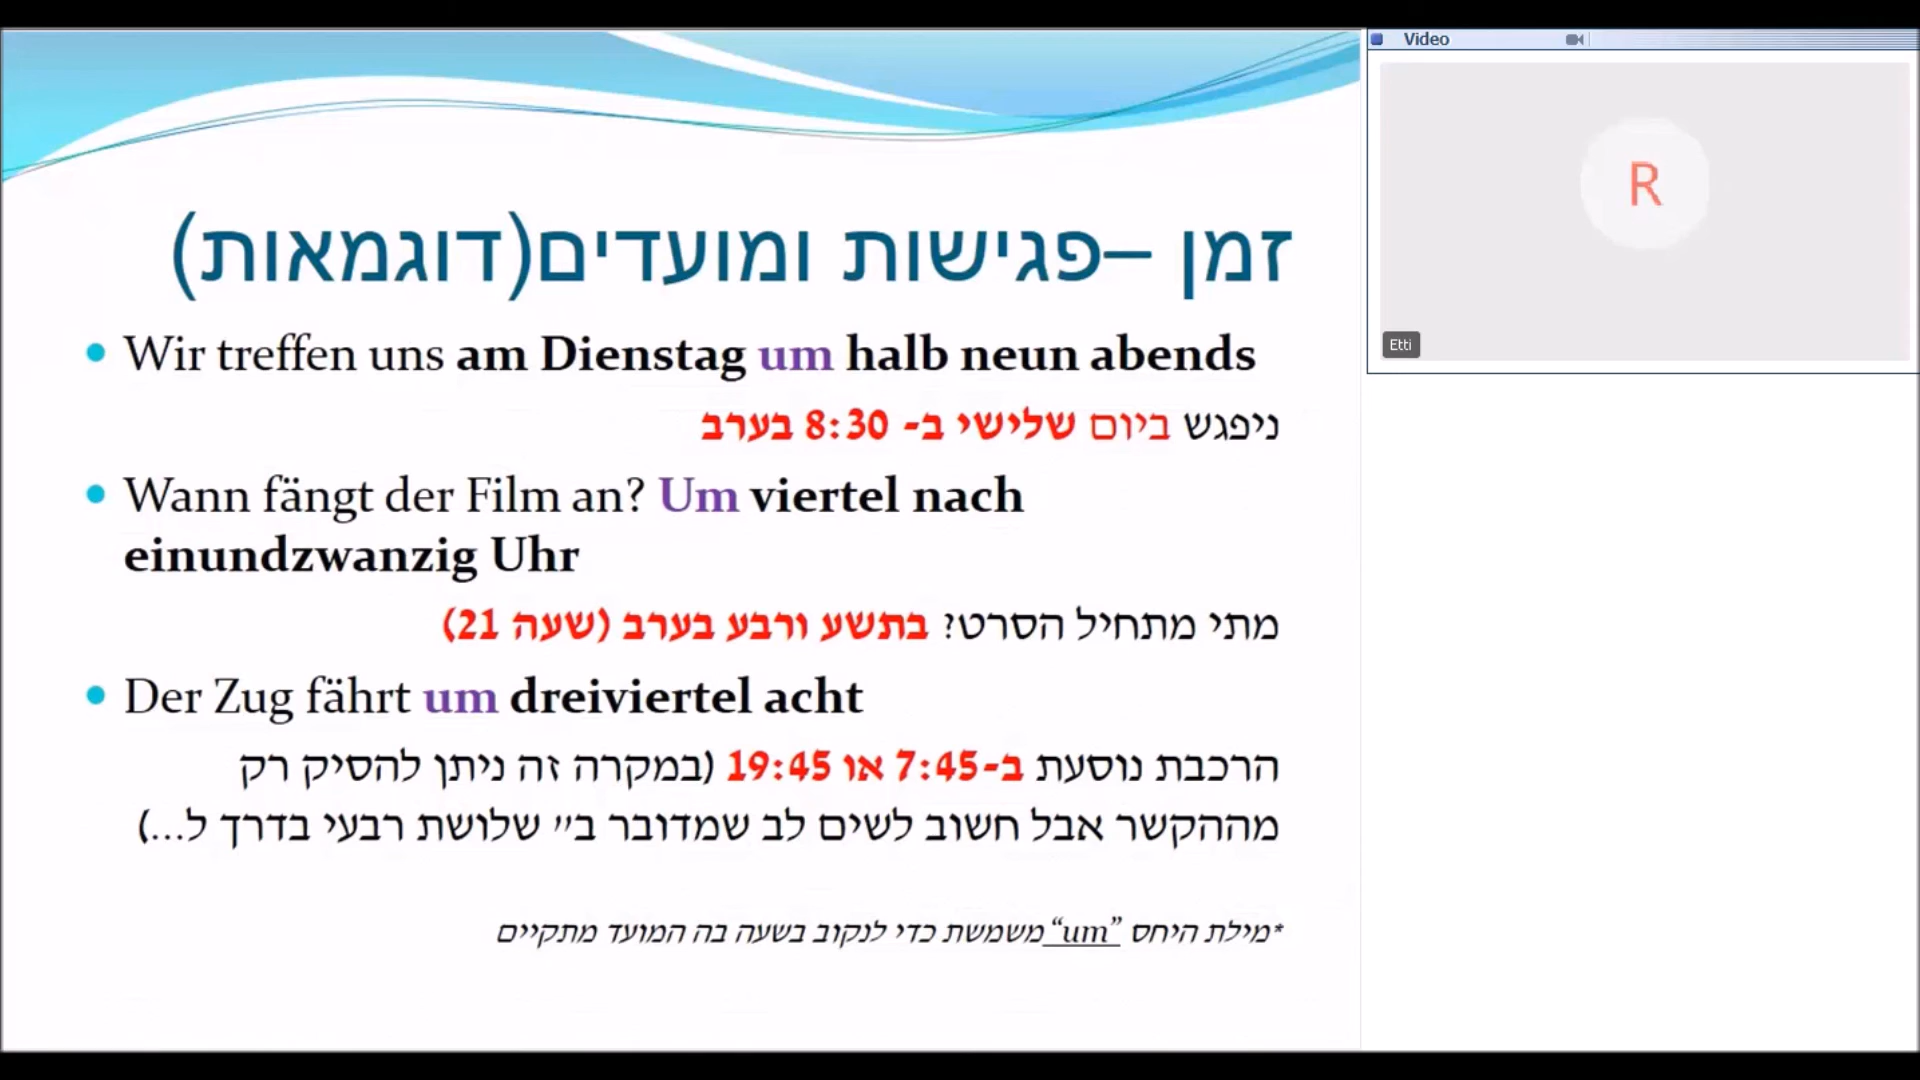 זמן –פגישות ומועדים(דוגמאות)
• Wir treffen uns am Dienstag um halb neun abends
ניפגש ביום שלישי ב- 8:30 בערב
• Wann fängt der Film an? Um viertel nach
einundzwanzig Uhr
מתי מתחיל הסרט? בתשע ורבע בערב (שעה 21)
• Der Zug fährt um dreiviertel acht
הרכבת נוסעת ב-7:45 או 19:45 (במקרה זה ניתן להסיק רק
מההקשר אבל חשוב לשים לב שמדובר ב" שלושת רבעי בדרך ל...)
*מילת היחס "um" משמשת כדי לנקוב בשעה בה המועד מתקיים
Video
R
Etti